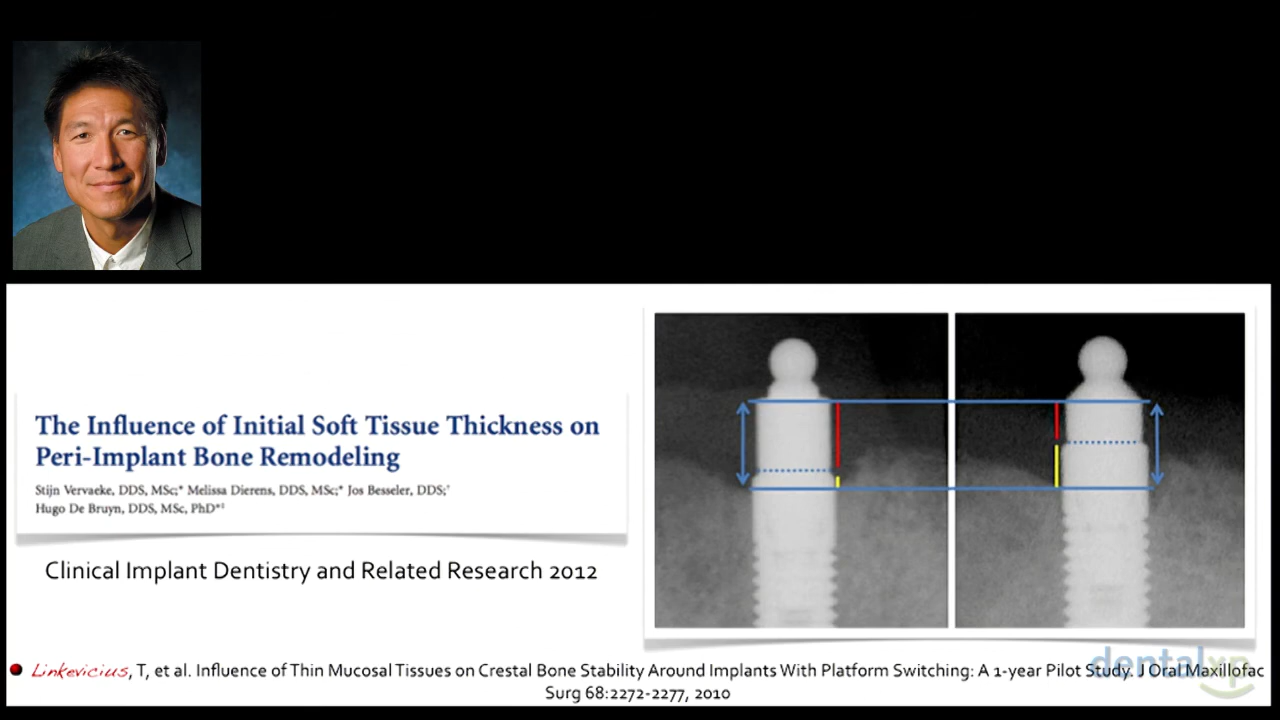 The Influence of Initial Soft Tissue Thickness on
Peri-Implant Bone Remodeling
Stijn Vervaeke, DDS, MSc;* Melissa Dierens, DDS, MSc;* Jos Besseler, DDS;†
Hugo De Bruyn, DDS, MSc, PhD*‡
Clinical Implant Dentistry and Related Research 2012
Linkevicius, T, et al. Influence of Thin Mucosal Tissues on Crestal Bone Stability Around Implants With Platform Switching: A 1-year Pilot Study. J Oral Maxillofac
Surg 68:2272-2277, 2010
dentalxp